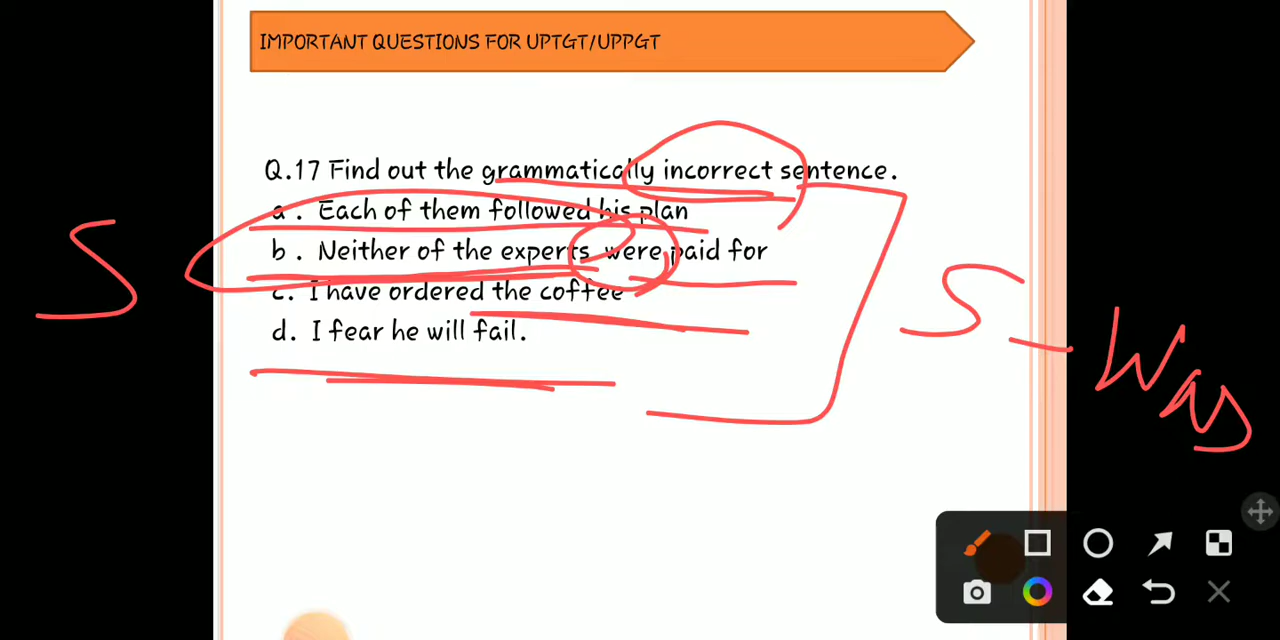 IMPORTANT QUESTIONS FOR UPTGT/UPPGT
Q.17 Find out the grammatically incorrect sentence.
a . Each of them followed his plan
b . Neither of the experts were paid for
c. I have ordered the coffee
d. I fear he will fail.
S
S - Was